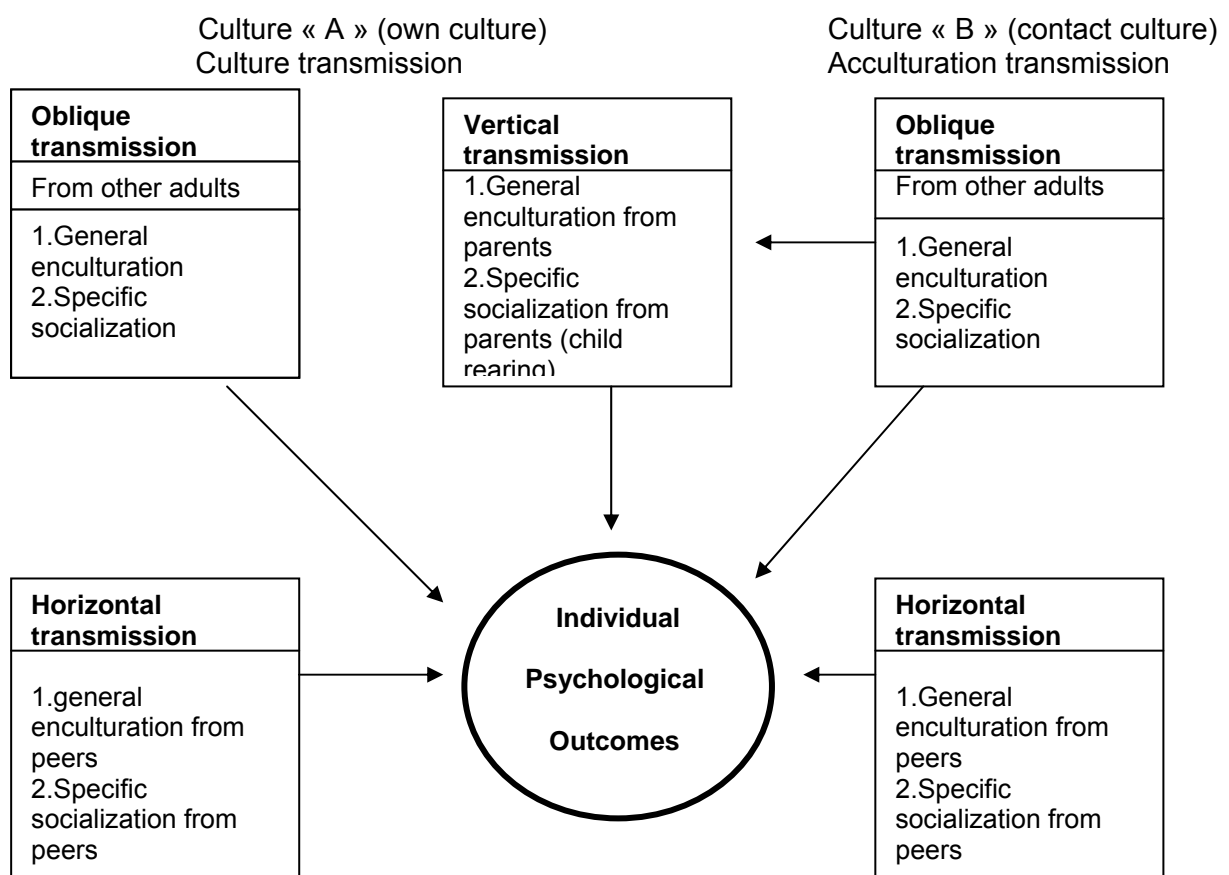 Culture « A » (own culture)
Culture transmission
Culture « B » (contact culture)
Acculturation transmission
Oblique
transmission
From other adults
1.General
enculturation
2.Specific
socialization
Vertical
transmission
1.General
enculturation from
parents
2.Specific
socialization from
parents (child
rearing)
Oblique
transmission
From other adults
1.General
enculturation
2.Specific
socialization
Horizontal
transmission
1.general
enculturation from
peers
2.Specific
socialization from
peers
Individual
Psychological
Outcomes
Horizontal
transmission
1.General
enculturation from
peers
2.Specific
socialization from
peers